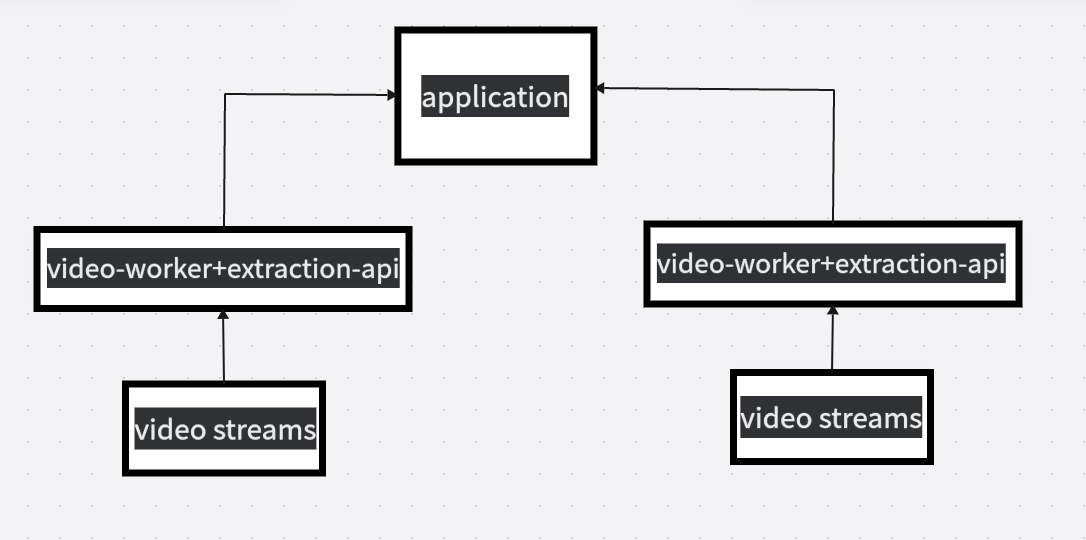 application
video-worker+extraction-api
video-worker+extraction-api
video streams
video streams